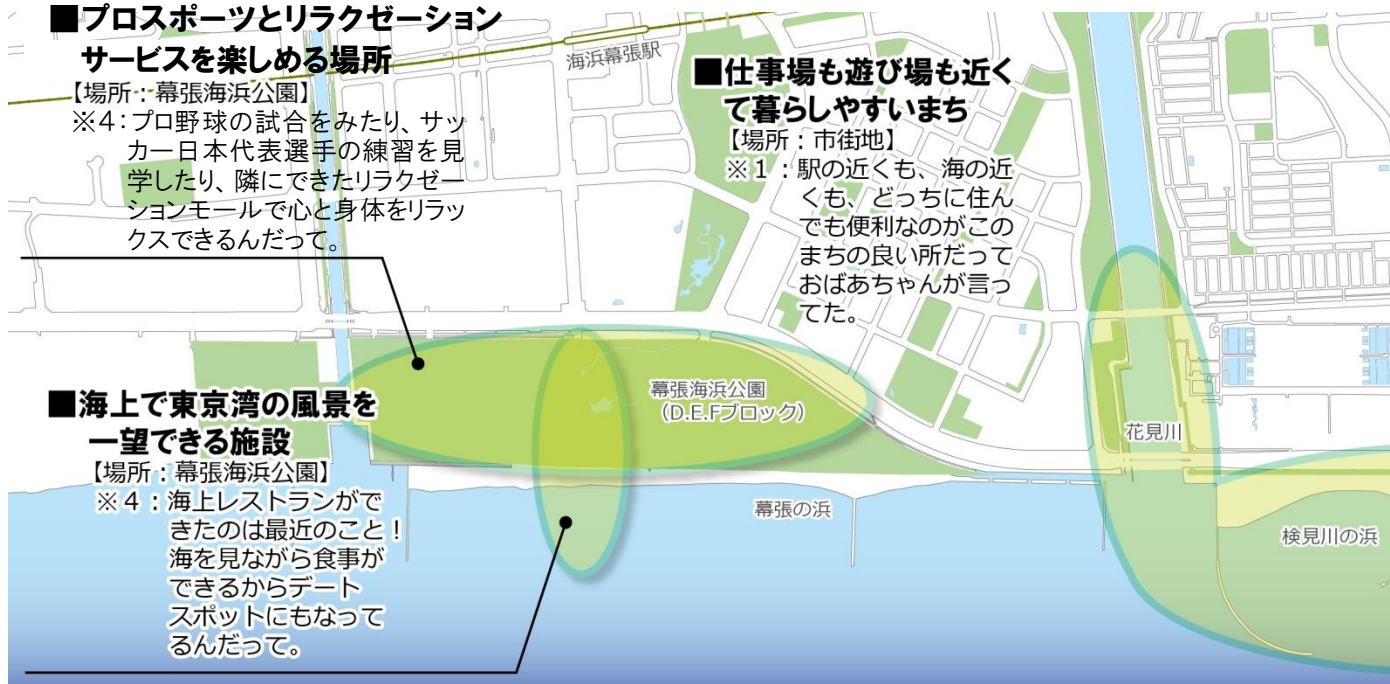 ■プロスポーツとリラクゼーション
サービスを楽しめる場所
【場所：幕張海浜公園】
※4：プロ野球の試合をみたり、サッ
カー日本代表選手の練習を見
学したり、隣にできたリラクゼー
ションモールで心と身体をリラッ
クスできるんだって。
海浜幕張駅
■仕事場も遊び場も近く
て暮らしやすいまち
【場所：市街地】
※１：駅の近くも、海の近
くも、どっちに住ん
でも便利なのがこの
まちの良い所だって
おばあちゃんが言っ
てた。
■海上で東京湾の風景を
一望できる施設
【場所：幕張海浜公園】
※４：海上レストランがで
きたのは最近のこと！
海を見ながら食事が
できるからデート
スポットにもなって
るんだって。
幕張海浜公園
（D.E.Fブロック）
花見川
幕張の浜
検見川の浜